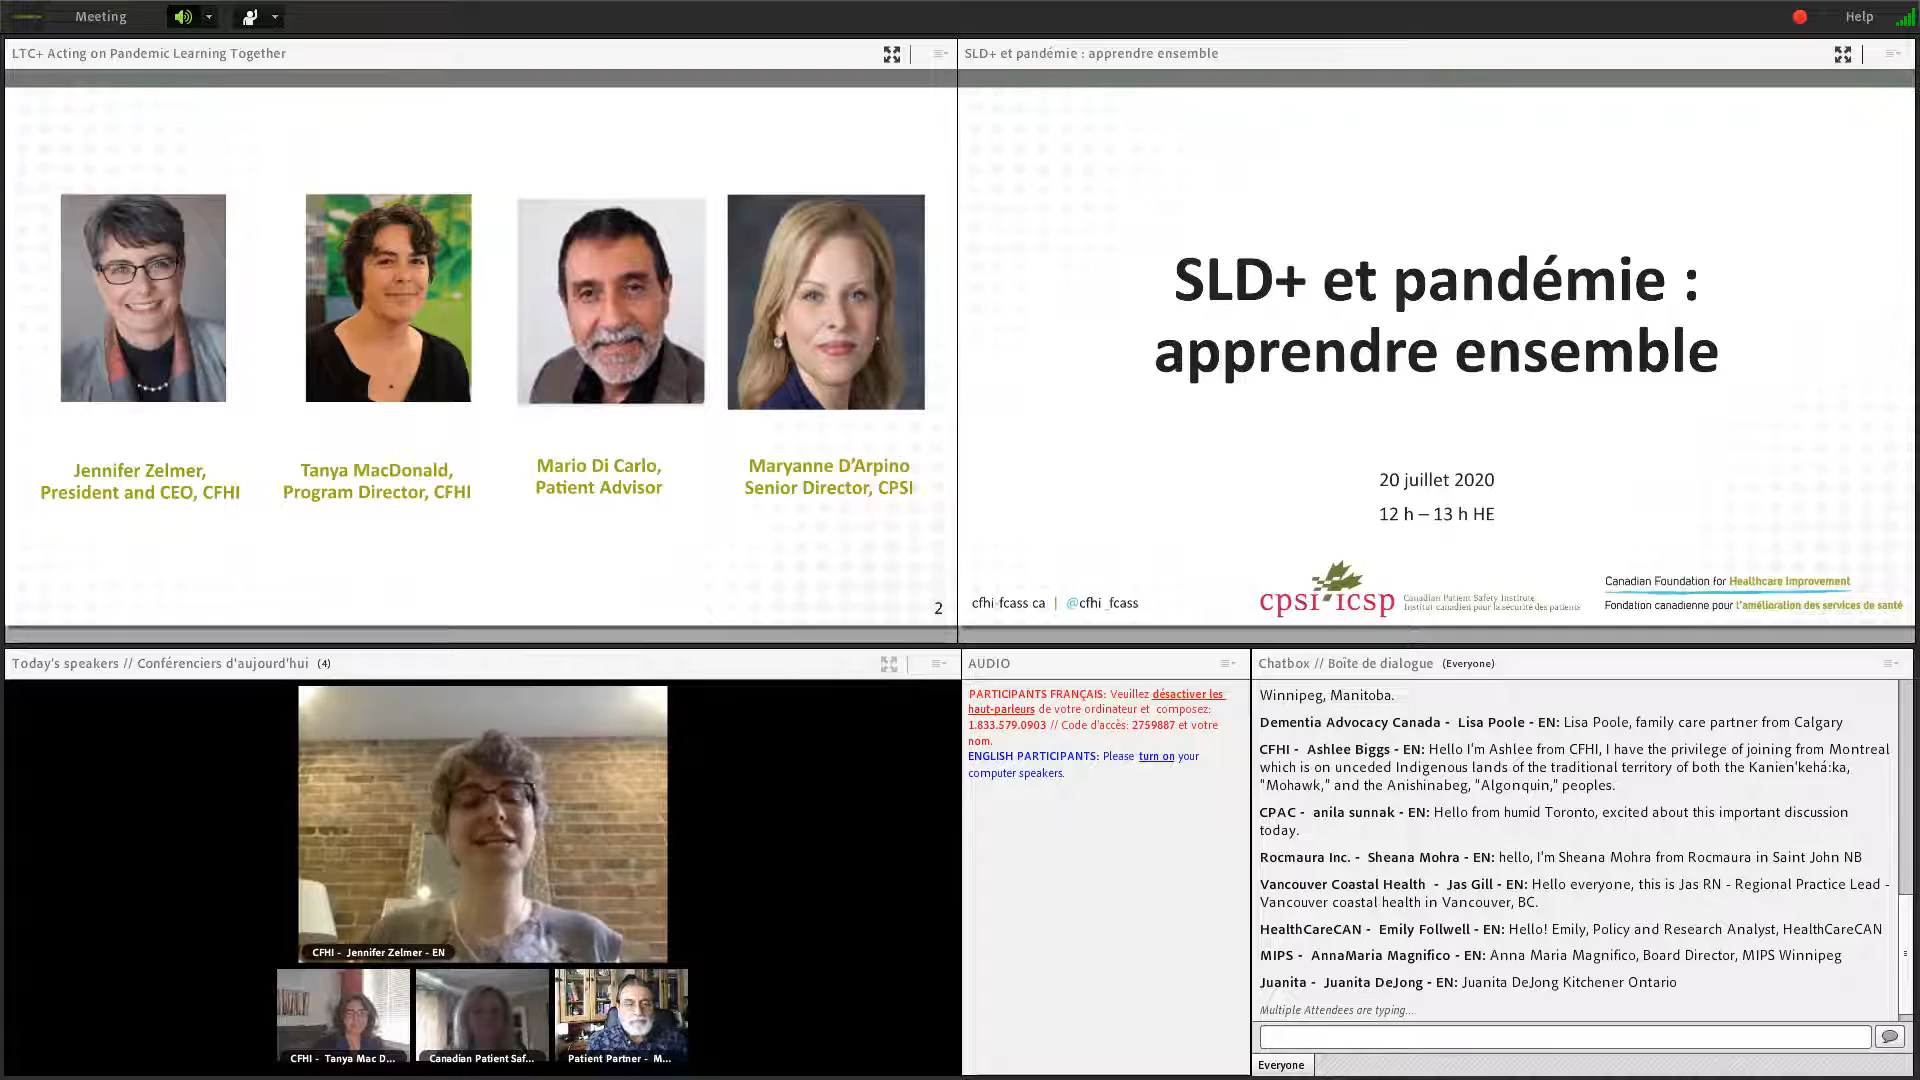 Meeting
Help
LTC+ Acting on Pandemic Learning Together
Jennifer Zelmer,
President and CEO, CFHI
Tanya MacDonald,
Program Director, CFHI
Mario Di Carlo,
Patient Advisor
Maryanne D'Arpino
Senior Director, CPSI
2
SLD+ et pandémie : apprendre ensemble
SLD+ et pandémie :
apprendre ensemble
20 juillet 2020
12 h – 13 h HE
cfhi-fcass ca | @cfhi_fcass
cpsi icsp
Canadian Patient Safety Institute
Institut canadien pour la sécurité des patients
Canadian Foundation for Healthcare Improvement
Fondation canadienne pour l'amélioration des services de santé
Today's speakers // Conférenciers d'aujourd'hui (4)
CFHI - Jennifer Zelmer - EN
CFHI - Tanya Mac D...
Canadian Patient Saf...
Patient Partner - M...
AUDIO
PARTICIPANTS FRANÇAIS: Veuillez désactiver les
haut-parleurs de votre ordinateur et composez:
1.833.579.0903 // Code d'accès: 2759887 et votre
nom.
ENGLISH PARTICIPANTS: Please turn on your
computer speakers.
Chatbox // Boîte de dialogue (Everyone)
Winnipeg, Manitoba.
Dementia Advocacy Canada - Lisa Poole - EN: Lisa Poole, family care partner from Calgary
CFHI - Ashlee Biggs - EN: Hello I'm Ashlee from CFHI, I have the privilege of joining from Montreal
which is on unceded Indigenous lands of the traditional territory of both the Kanien'kehá:ka,
"Mohawk," and the Anishinabeg, "Algonquin," peoples.
CPAC - anila sunnak - EN: Hello from humid Toronto, excited about this important discussion
today.
Rocmaura Inc. - Sheana Mohra - EN: hello, I'm Sheana Mohra from Rocmaura in Saint John NB
Vancouver Coastal Health - Jas Gill - EN: Hello everyone, this is Jas RN - Regional Practice Lead -
Vancouver coastal health in Vancouver, BC.
HealthCareCAN - Emily Follwell - EN: Hello! Emily, Policy and Research Analyst, HealthCareCAN
MIPS - AnnaMaria Magnifico - EN: Anna Maria Magnifico, Board Director, MIPS Winnipeg
Juanita - Juanita DeJong - EN: Juanita DeJong Kitchener Ontario
Multiple Attendees are typing....
Everyone